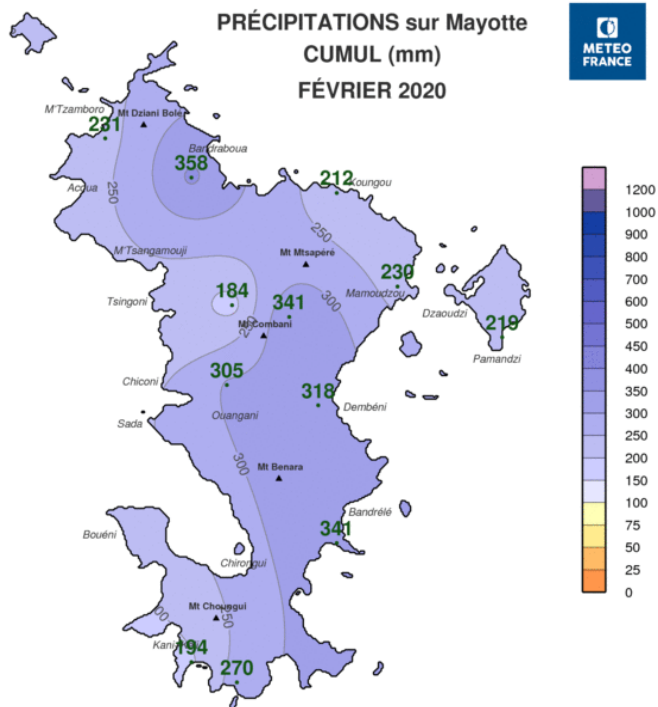 PRÉCIPITATIONS sur Mayotte
CUMUL (mm)
FÉVRIER 2020
METEO
FRANCE
M'Tzamboro
231
Mt Dziani Bolé
Bandraboua
358
Acoua
250
212
Koungou
250
M'Tsangamouji
Mt Mtsapéré
230
Mamoudzou
Tsingoni
184
341
300
Mt Combani
Dzaoudzi
219
Pamandzi
305
Chiconi
Ouangani
318
Dembéni
Sada
300
Mt Benara
Bandrélé
341
Bouéni
Chirongui
Mt Choungui
250
194
270
1200
1000
900
800
700
600
500
450
400
350
300
250
200
150
100
75
50
25
0